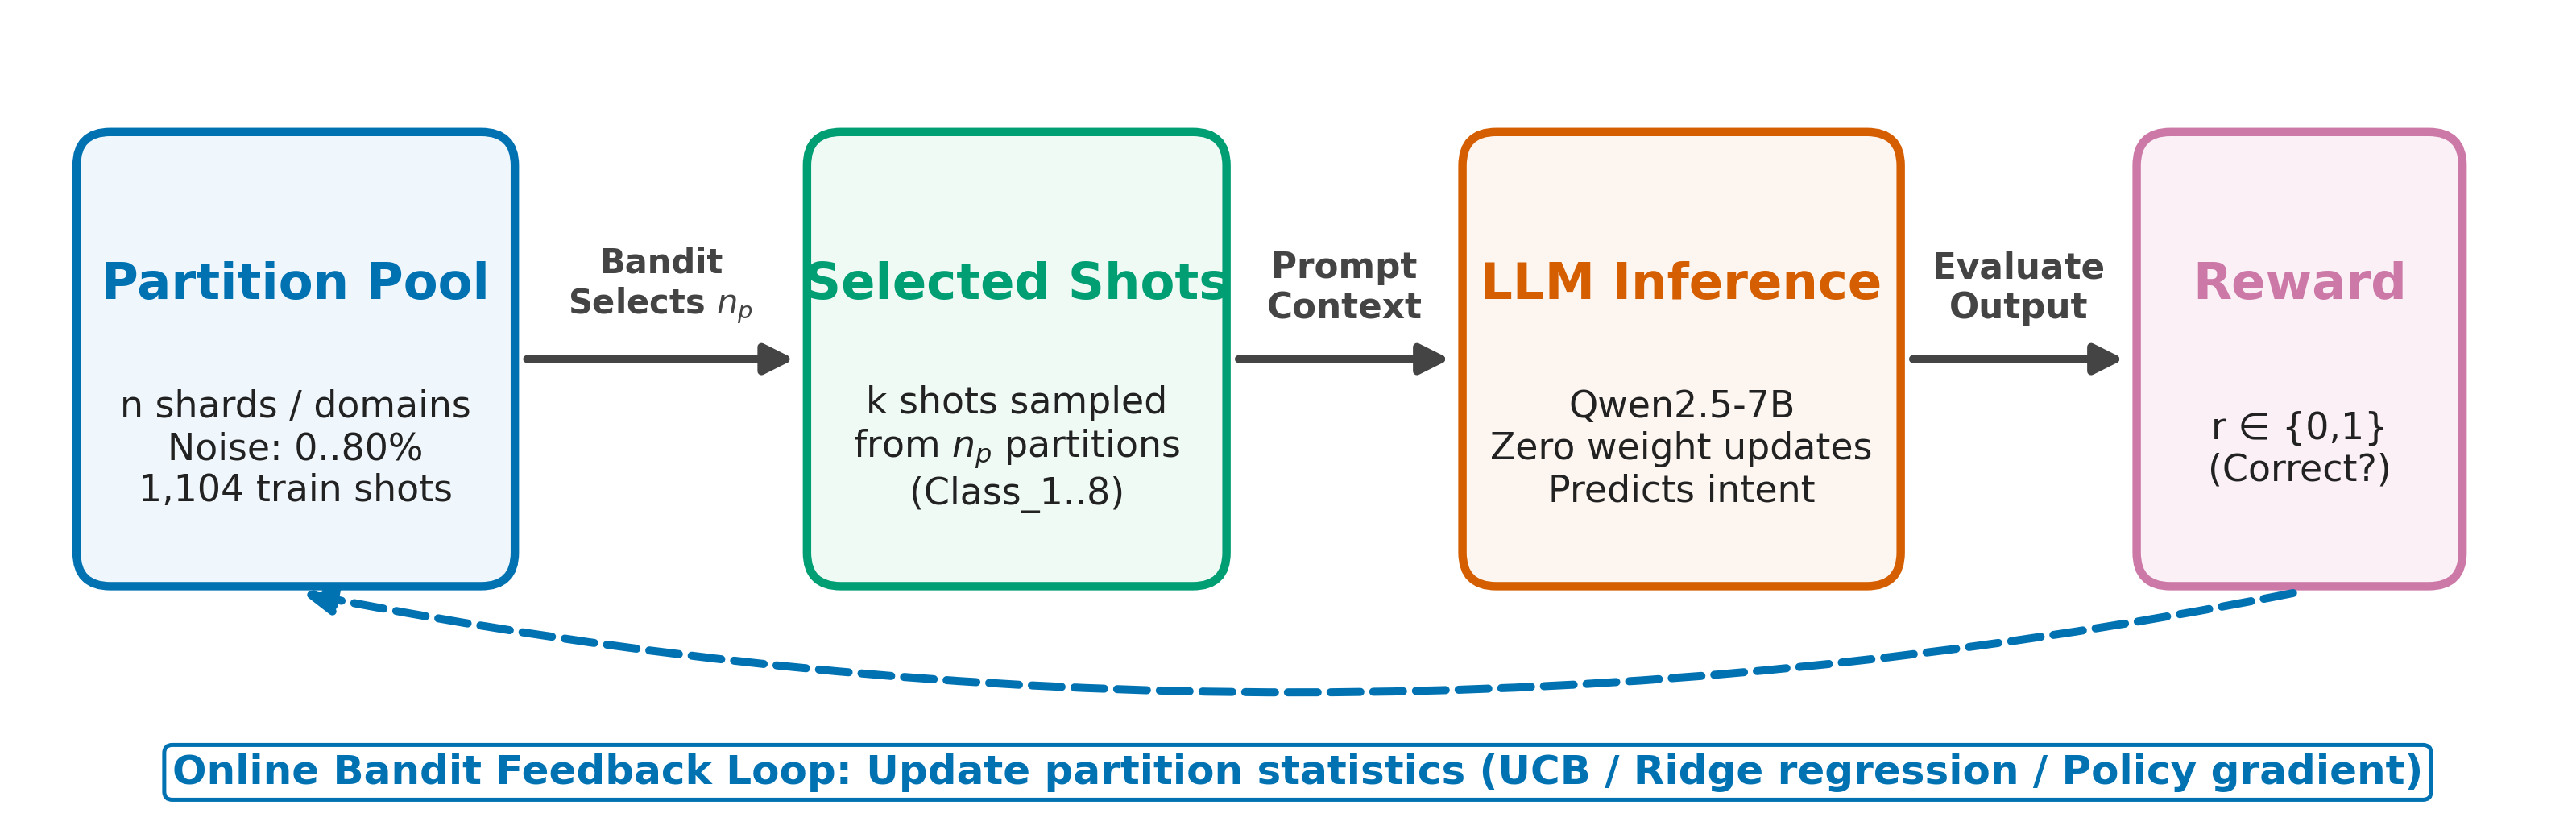 Partition Pool
n shards / domains
Noise: 0..80%
1,104 train shots
Bandit
Selects n_p
Selected Shots
k shots sampled
from n_p partitions
(Class_1..8)
Prompt
Context
LLM Inference
Qwen2.5-7B
Zero weight updates
Predicts intent
Evaluate
Output
Reward
r ∈ {0,1}
(Correct?)
Online Bandit Feedback Loop: Update partition statistics (UCB / Ridge regression / Policy gradient)